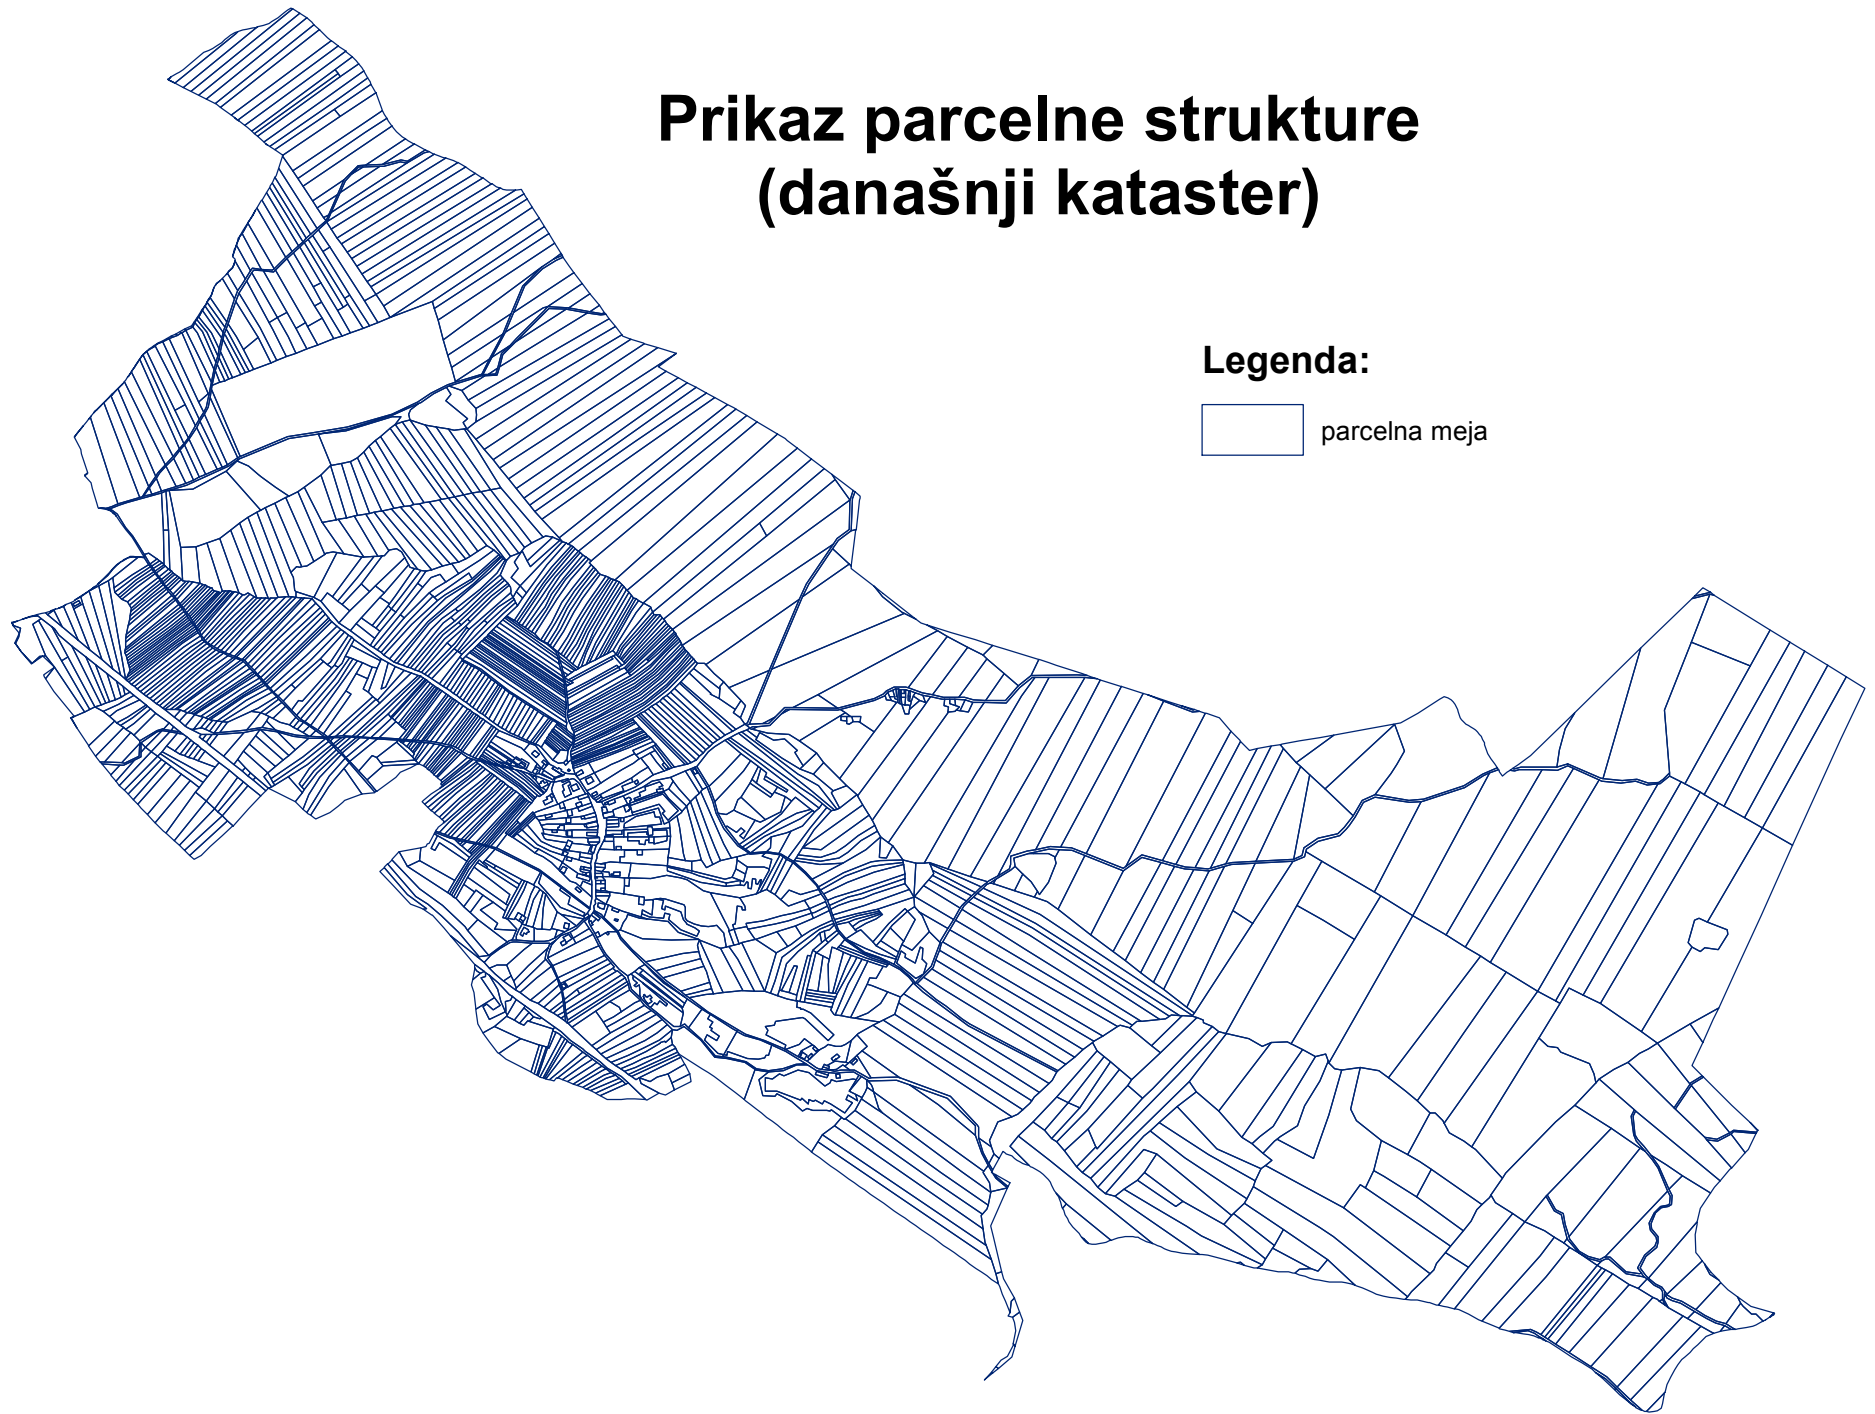 Prikaz parcelne strukture
(današnji kataster)
Legenda:
parcelna meja